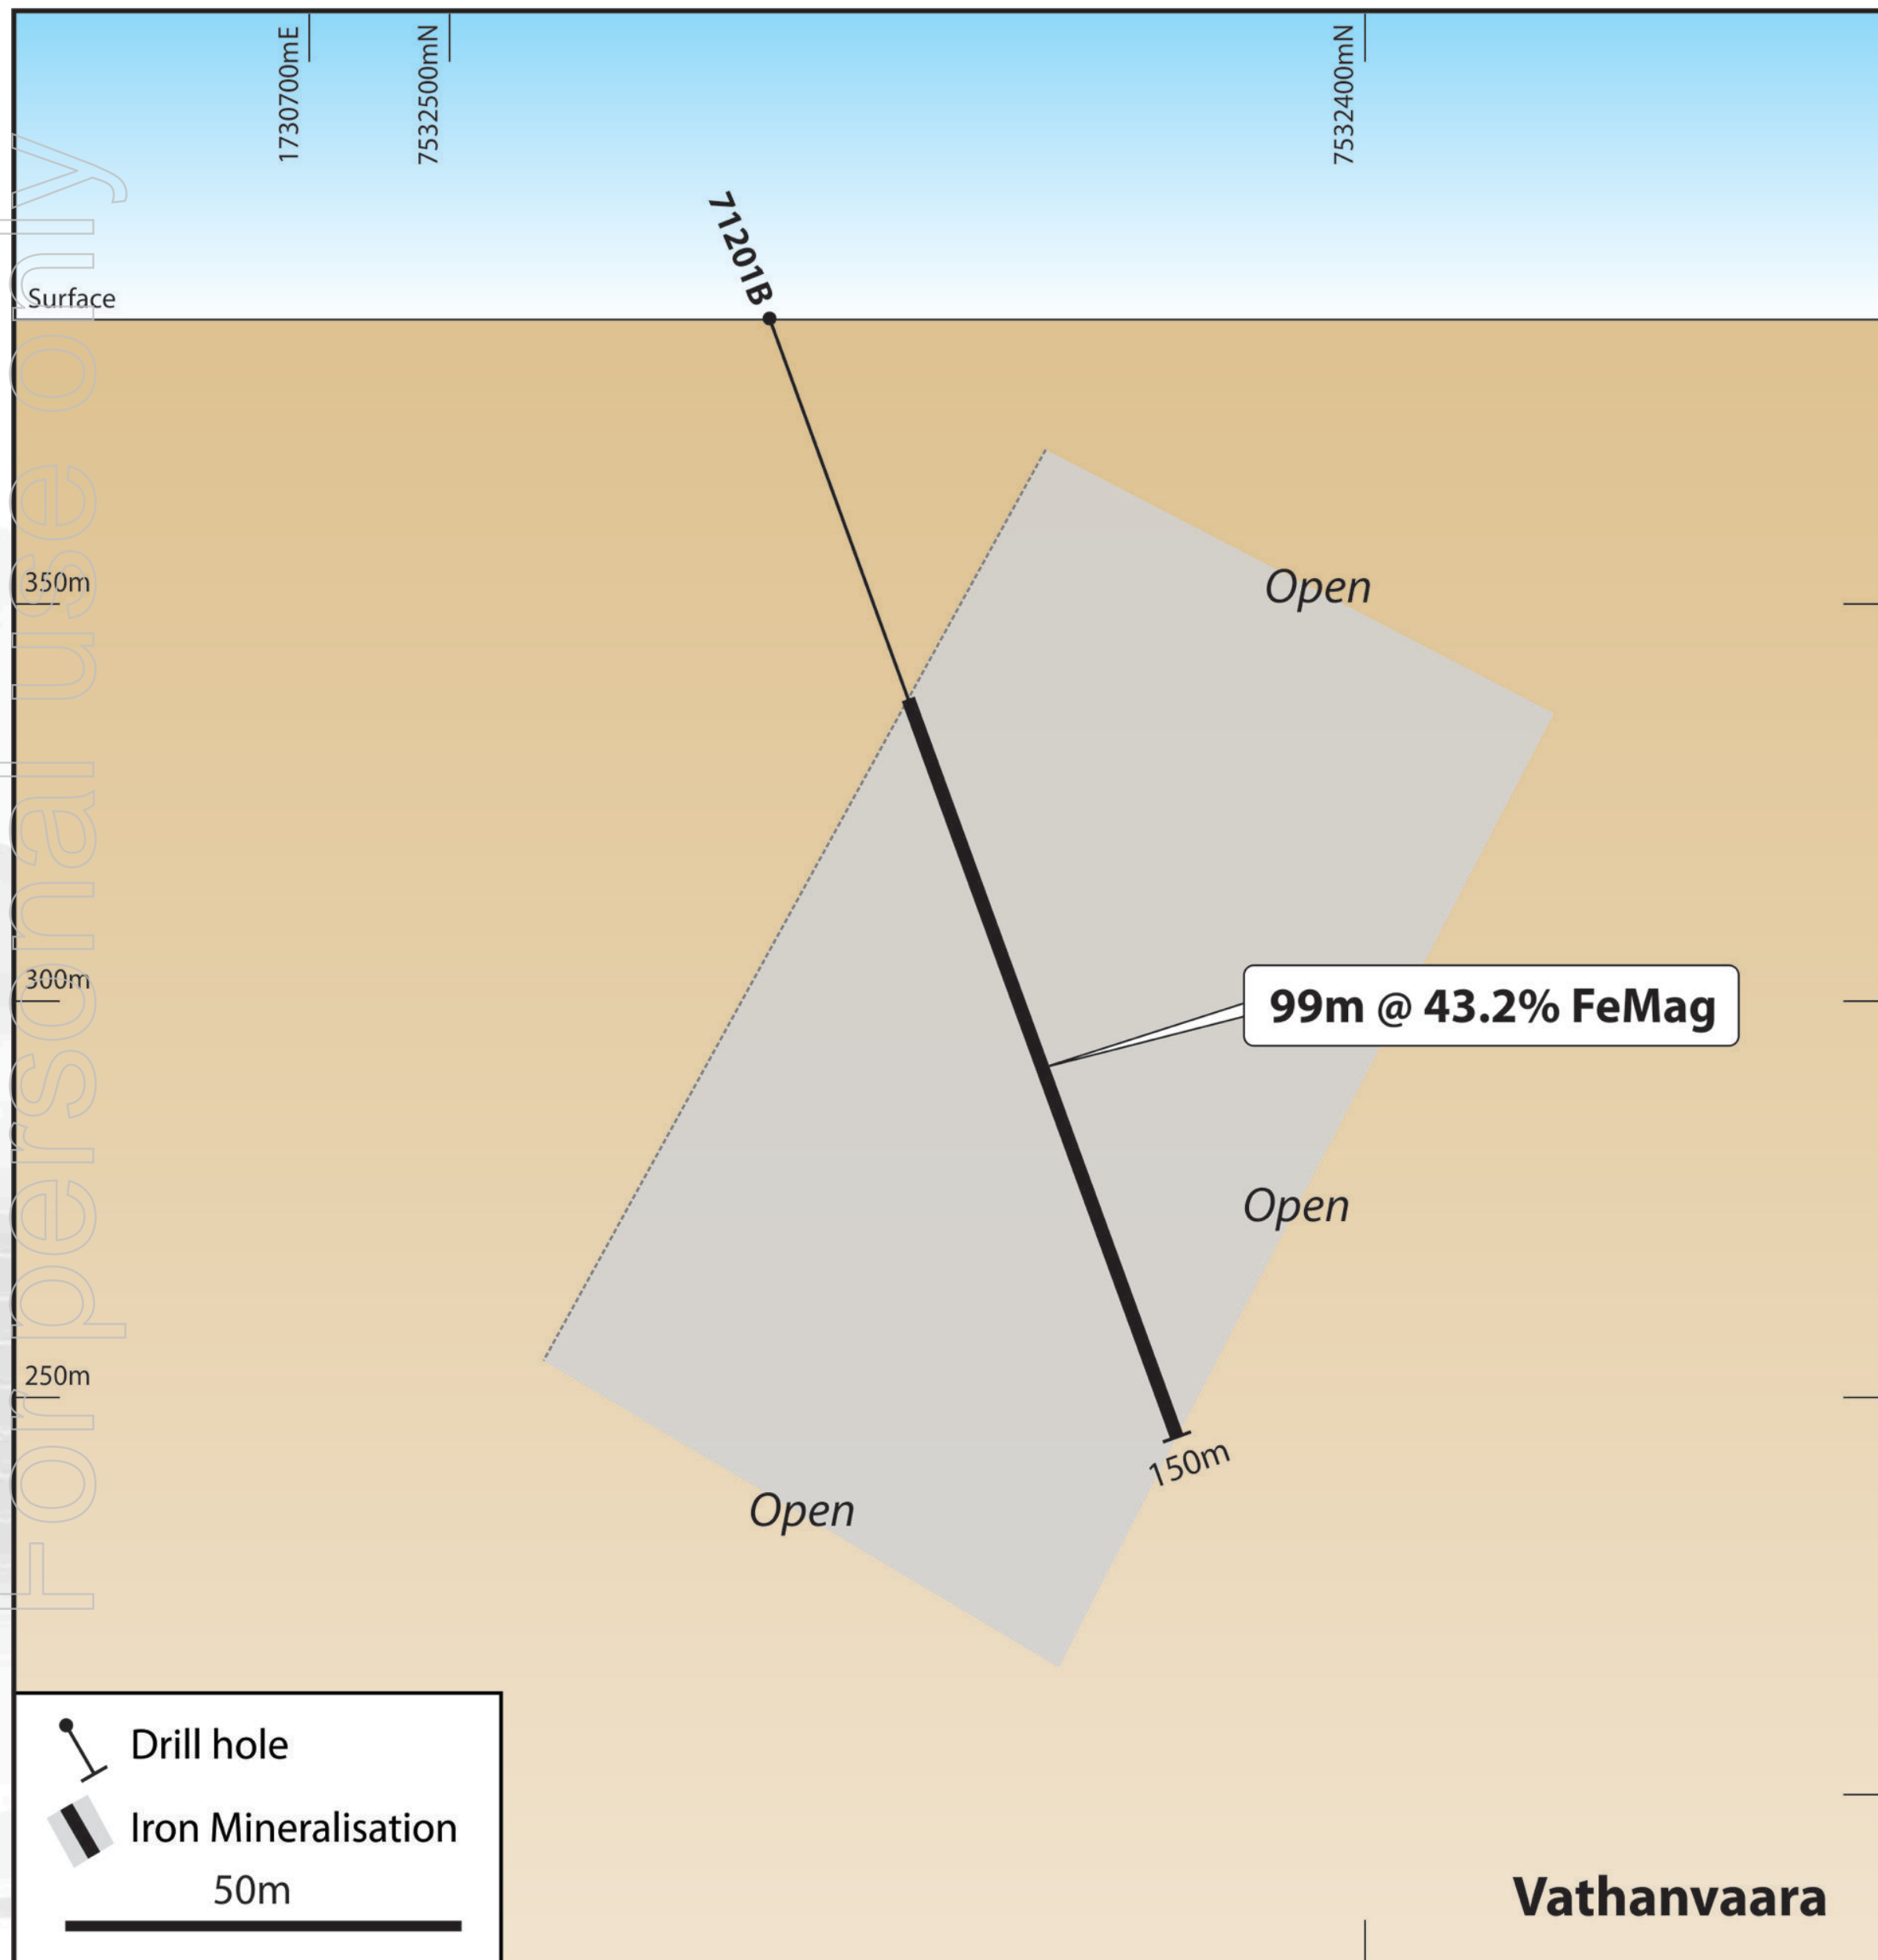 1730700mE
7532500mN
7532400mN
71201B
Surface
350m
Open
300m
99m @ 43.2% FeMag
Open
250m
150m
Open
Drill hole
Iron Mineralisation
50m
Vathanvaara
For personal use only